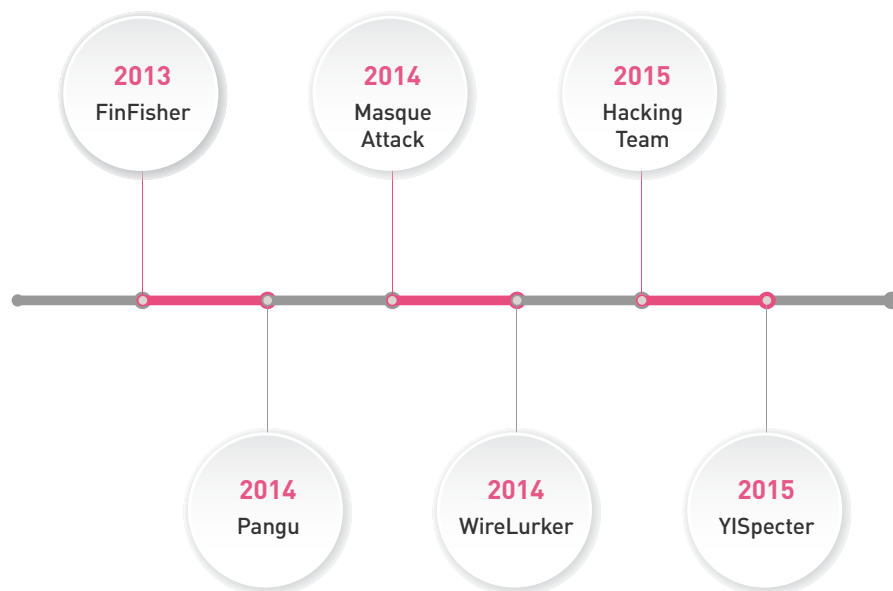 2013
FinFisher
2014
Masque
Attack
2015
Hacking
Team
2014
Pangu
2014
WireLurker
2015
YISpecter